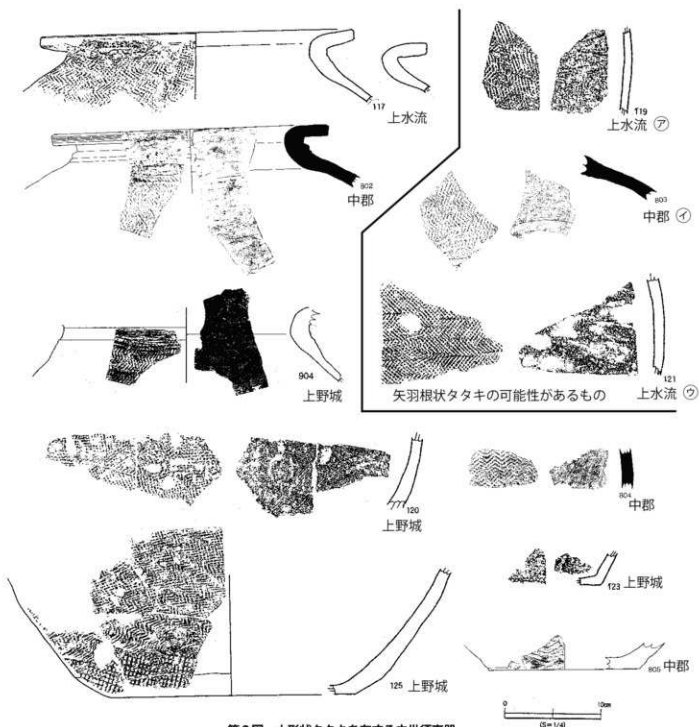 117
上水流
119
上水流 ㋐
802
中郡
803
中郡 ㋑
904
上野城
121
矢羽根状タタキの可能性があるもの 上水流 ㋒
120
上野城
804
中郡
123 上野城
125 上野城
805 中郡
0 10cm
(S=1/4)